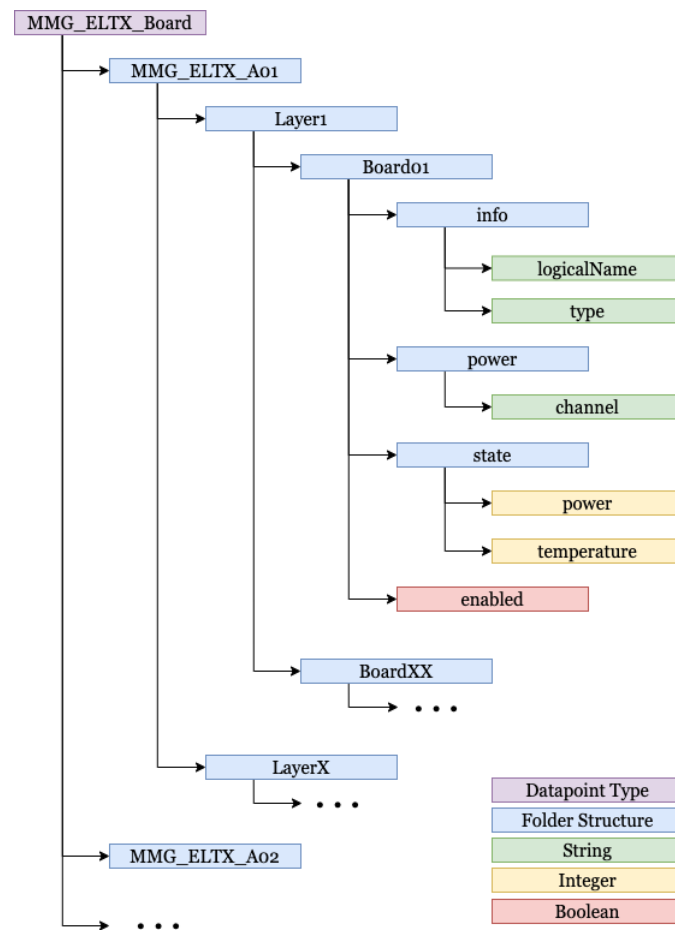 MMG_ELTX_Board
MMG_ELTX_A01
Layer1
Board01
info
logicalName
type
power
channel
state
power
temperature
enabled
BoardXX
• • •
LayerX
• • •
Datapoint Type
Folder Structure
String
MMG_ELTX_A02
Integer
Boolean
• • •